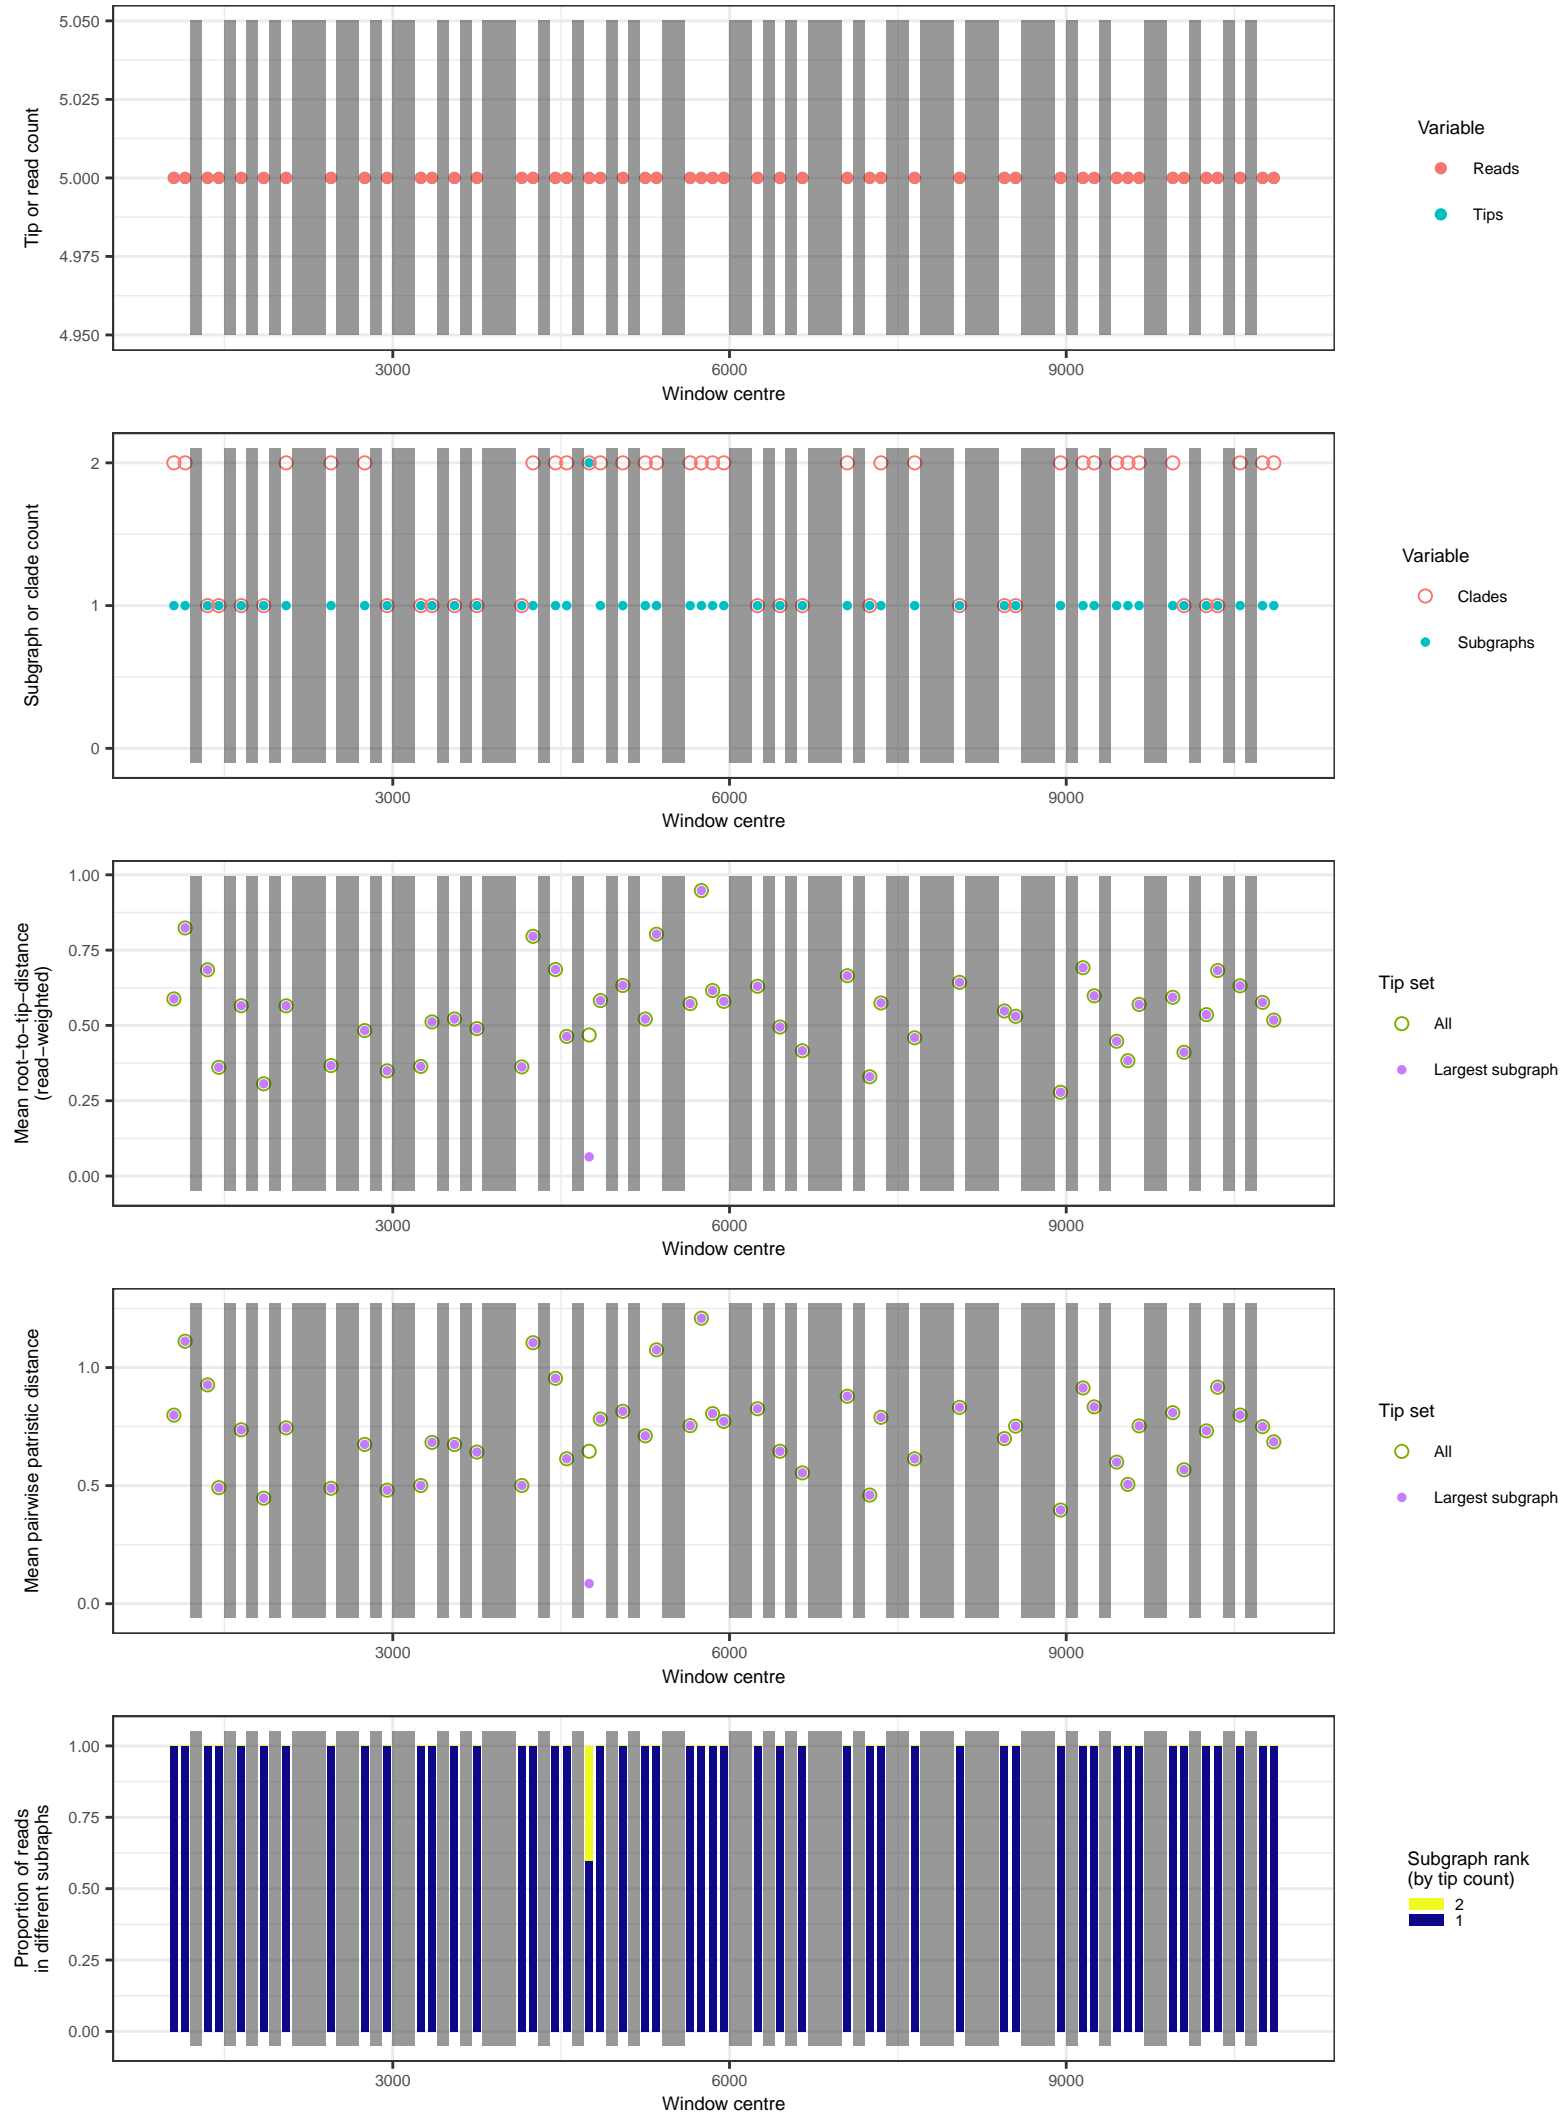 5.050
5.025
5.000
4.975
4.950
Tip or read count
3000
6000
9000
Window centre
Variable
Reads
Tips
2
1
0
Subgraph or clade count
3000
6000
9000
Window centre
Variable
Clades
Subgraphs
1.00
0.75
0.50
0.25
0.00
Mean root−to−tip−distance
(read−weighted)
3000
6000
9000
Window centre
Tip set
All
Largest subgraph
1.0
0.5
0.0
Mean pairwise patristic distance
3000
6000
9000
Window centre
Tip set
All
Largest subgraph
1.00
0.75
0.50
0.25
0.00
Proportion of reads
in different subraphs
3000
6000
9000
Window centre
Subgraph rank
(by tip count)
2
1